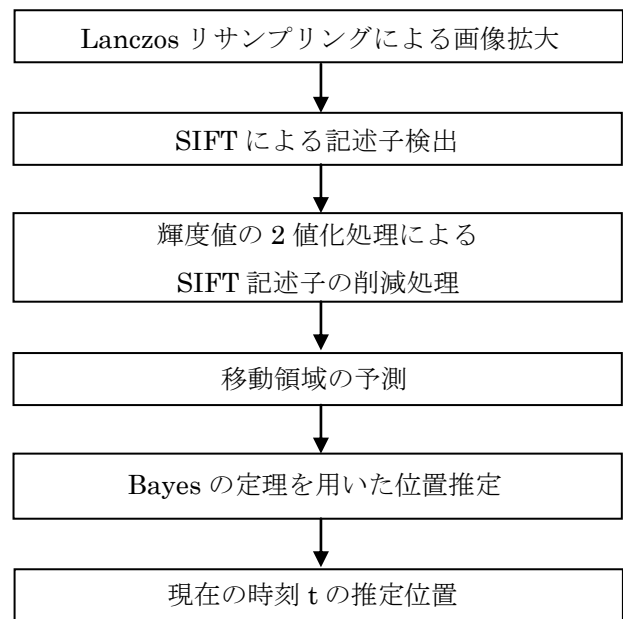 Lanczos リサンプリングによる画像拡大
SIFT による記述子検出
輝度値の 2 値化処理による
SIFT 記述子の削減処理
移動領域の予測
Bayes の定理を用いた位置推定
現在の時刻 t の推定位置